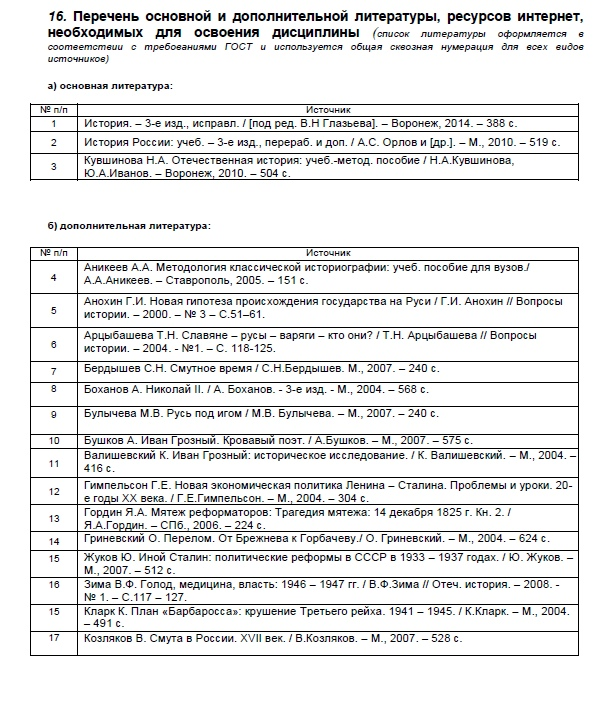 16. Перечень основной и дополнительной литературы, ресурсов интернет,
необходимых для освоения дисциплины (список литературы оформляется в
соответствии с требованиями ГОСТ и используется общая сквозная нумерация для всех видов
источников)
а) основная литература:
№ п/п Источник
1 История. – 3-е изд., исправл. / [под ред. В.Н Глазьева]. – Воронеж, 2014. – 388 с.
2 История России: учеб. – 3-е изд., перераб. и доп. / А.С. Орлов и [др.]. – М., 2010. – 519 с.
3 Кувшинова Н.А. Отечественная история: учеб.-метод. пособие / Н.А.Кувшинова,
Ю.А.Иванов. – Воронеж, 2010. – 504 с.
б) дополнительная литература:
№ п/п Источник
4 Аникеев А.А. Методология классической историографии: учеб. пособие для вузов./
А.А.Аникеев. – Ставрополь, 2005. – 151 с.
5 Анохин Г.И. Новая гипотеза происхождения государства на Руси / Г.И. Анохин // Вопросы
истории. – 2000. – № 3 – С.51–61.
6 Арцыбашева Т.Н. Славяне – русы – варяги – кто они? / Т.Н. Арцыбашева // Вопросы
истории. – 2004. - №1. – С. 118-125.
7 Бердышев С.Н. Смутное время / С.Н.Бердышев. М., 2007. – 240 с.
8 Боханов А. Николай II. / А. Боханов. - 3-е изд. - М., 2004. – 568 с.
9 Булычева М.В. Русь под игом / М.В. Булычева. – М., 2007. – 240 с.
10 Бушков А. Иван Грозный. Кровавый поэт. / А.Бушков. – М., 2007. – 575 с.
11 Валишевский К. Иван Грозный: историческое исследование. / К. Валишевский. – М., 2004. –
416 с.
12 Гимпельсон Г.Е. Новая экономическая политика Ленина – Сталина. Проблемы и уроки. 20-
е годы XX века. / Г.Е.Гимпельсон. – М., 2004. – 304 с.
13 Гордин Я.А. Мятеж реформаторов: Трагедия мятежа: 14 декабря 1825 г. Кн. 2. /
Я.А.Гордин. – СПб., 2006. – 224 с.
14 Гриневский О. Перелом. От Брежнева к Горбачеву./ О. Гриневский. – М., 2004. – 624 с.
15 Жуков Ю. Иной Сталин: политические реформы в СССР в 1933 – 1937 годах. / Ю. Жуков. –
М., 2007. – 512 с.
16 Зима В.Ф. Голод, медицина, власть: 1946 – 1947 гг. / В.Ф.Зима // Отеч. история. – 2008. -
№ 1. – С.117 – 127.
15 Кларк К. План «Барбаросса»: крушение Третьего рейха. 1941 – 1945. / К.Кларк. – М., 2004.
– 491 с.
17 Козляков В. Смута в России. XVII век. / В.Козляков. – М., 2007. – 528 с.